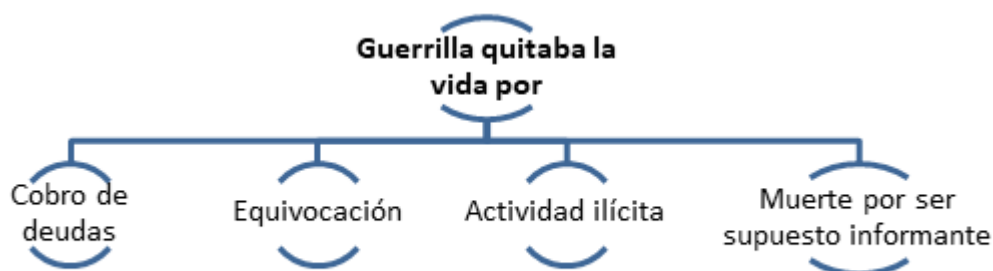 Guerrilla quitaba la
vida por
Cobro de
deudas
Equivocación
Actividad ilícita
Muerte por ser
supuesto informante